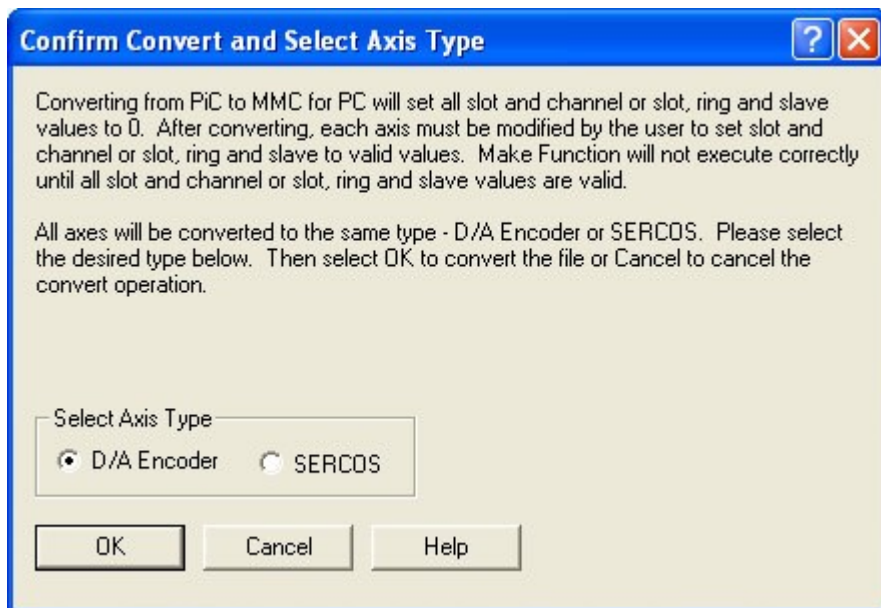 Confirm Convert and Select Axis Type
Converting from PiC to MMC for PC will set all slot and channel or slot, ring and slave
values to 0. After converting, each axis must be modified by the user to set slot and
channel or slot, ring and slave to valid values. Make Function will not execute correctly
until all slot and channel or slot, ring and slave values are valid.
All axes will be converted to the same type - D/A Encoder or SERCOS. Please select
the desired type below. Then select OK to convert the file or Cancel to cancel the
convert operation.
Select Axis Type
D/A Encoder SERCOS
OK Cancel Help